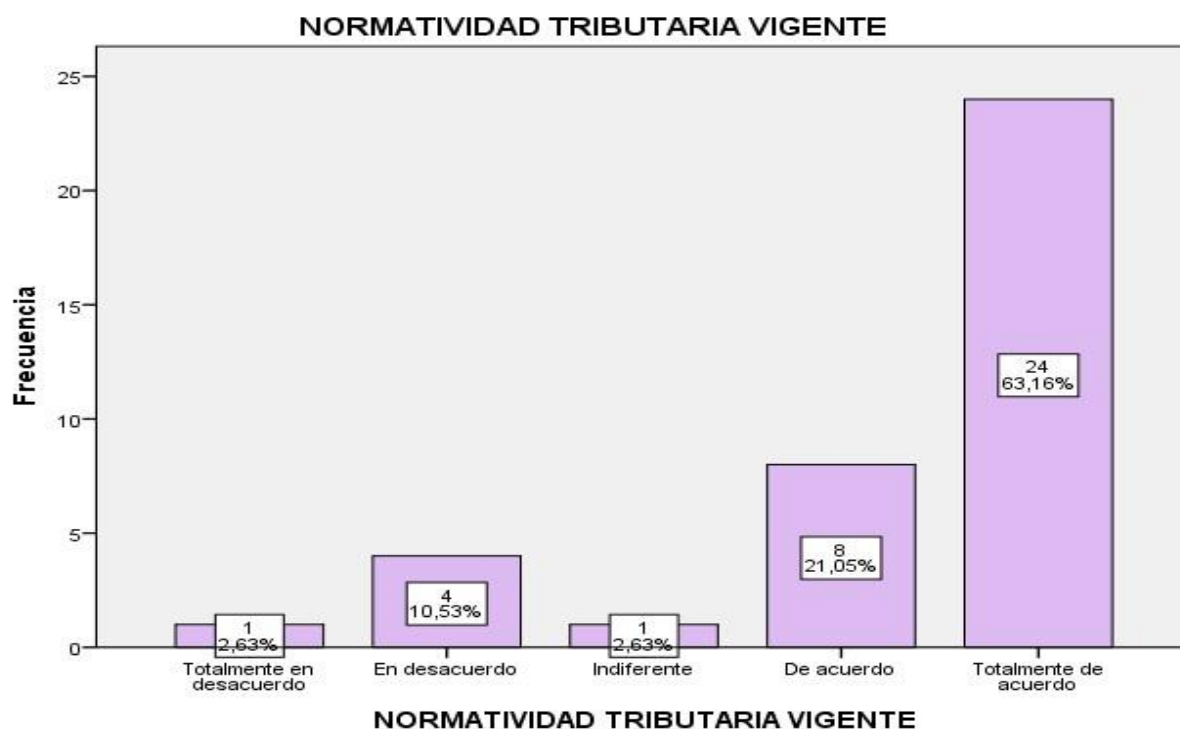 NORMATIVIDAD TRIBUTARIA VIGENTE
Frecuencia
25
20
15
10
5
0
1
2,63%
4
10,53%
1
2,63%
8
21,05%
24
63,16%
Totalmente en
desacuerdo
En desacuerdo
Indiferente
De acuerdo
Totalmente de
acuerdo
NORMATIVIDAD TRIBUTARIA VIGENTE